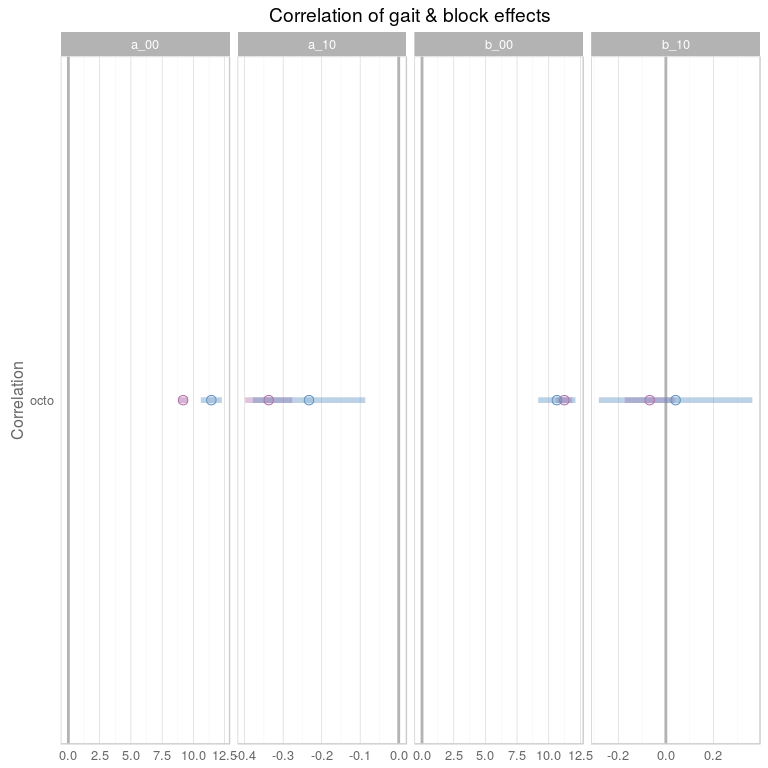 Correlation of gait & block effects
a_00 a_10 b_00 b_10
Correlation
octo
0.0 2.5 5.0 7.5 10.0 12.5 -0.4 -0.3 -0.2 -0.1 0.0 0.0 2.5 5.0 7.5 10.0 12.5 -0.2 0.0 0.2